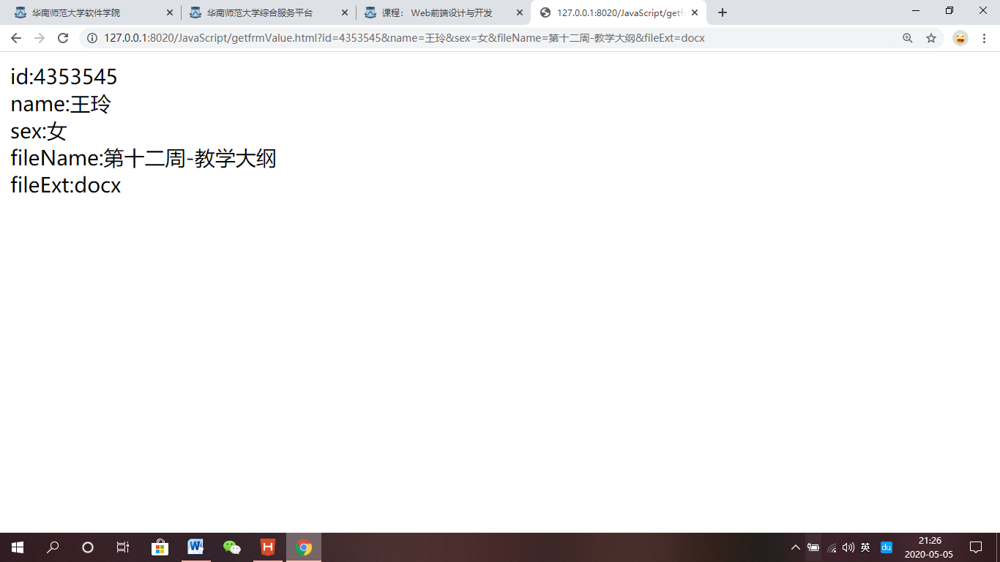 华南师范大学软件学院
华南师范大学综合服务平台
课程： Web前端设计与开发
127.0.0.1:8020/JavaScript/getfr
127.0.0.1:8020/JavaScript/getfrmValue.html?id=4353545&name=王玲&sex=女&fileName=第十二周-教学大纲&fileExt=docx
id:4353545
name:王玲
sex:女
fileName:第十二周-教学大纲
fileExt:docx
英
du
21:26
2020-05-05